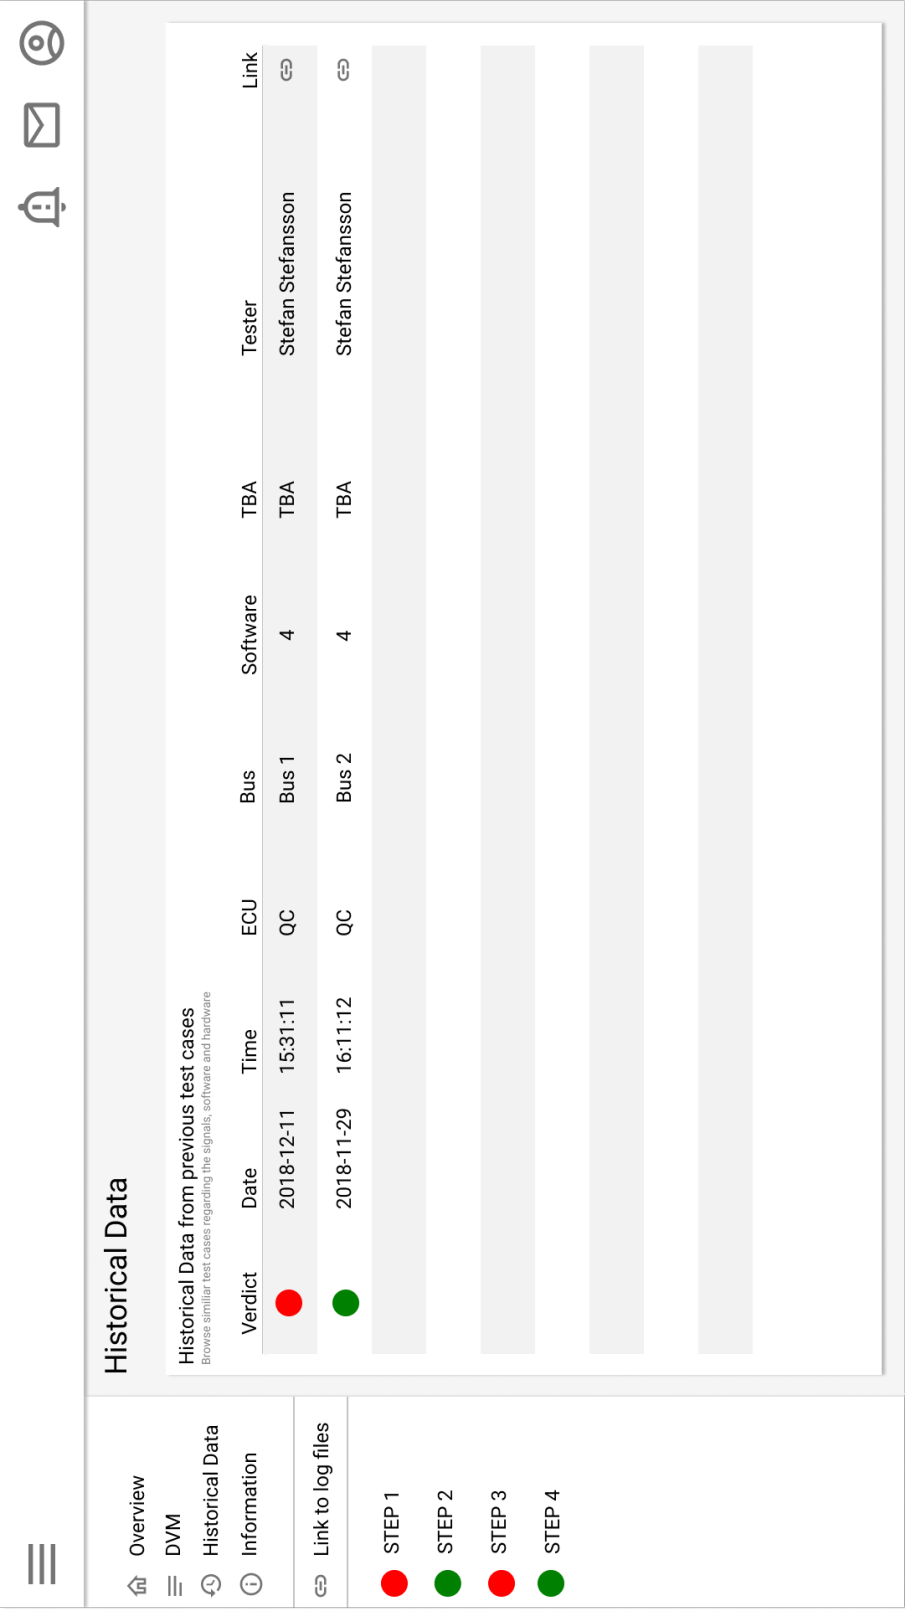 Overview
DVM
Historical Data
Information
Link to log files
STEP 1
STEP 2
STEP 3
STEP 4
Historical Data
Historical Data from previous test cases
Browse similiar test cases regarding the signals, software and hardware
Verdict Date Time ECU Bus Software TBA Tester Link
2018-12-11 15:31:11 QC Bus 1 4 TBA Stefan Stefansson
2018-11-29 16:11:12 QC Bus 2 4 TBA Stefan Stefansson